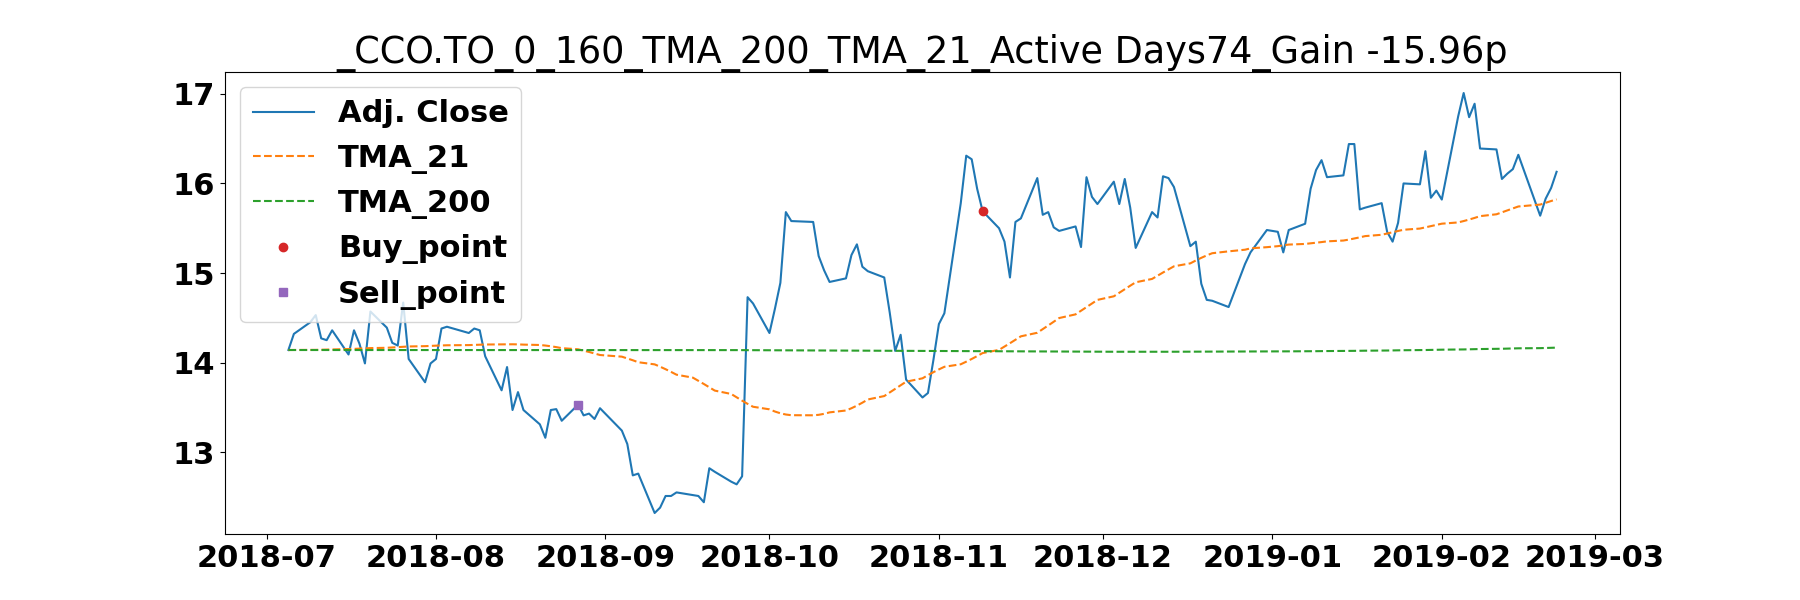 _CCO.TO_0_160_TMA_200_TMA_21_Active Days74_Gain -15.96p
17
16
15
14
13
Adj. Close
TMA_21
TMA_200
Buy_point
Sell_point
2018-07 2018-08 2018-09 2018-10 2018-11 2018-12 2019-01 2019-02 2019-03